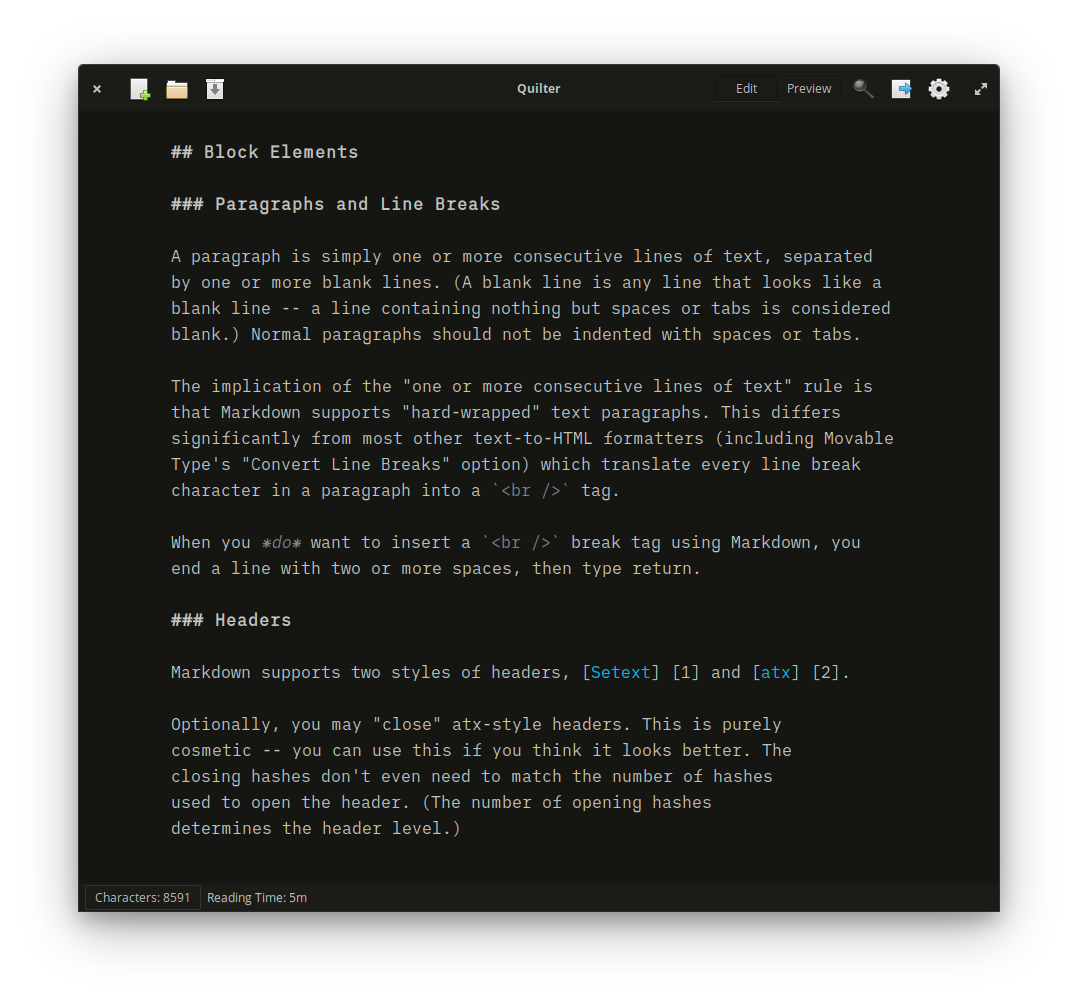 Quilter
Edit
Preview
## Block Elements
### Paragraphs and Line Breaks
A paragraph is simply one or more consecutive lines of text, separated
by one or more blank lines. (A blank line is any line that looks like a
blank line -- a line containing nothing but spaces or tabs is considered
blank.) Normal paragraphs should not be indented with spaces or tabs.
The implication of the "one or more consecutive lines of text" rule is
that Markdown supports "hard-wrapped" text paragraphs. This differs
significantly from most other text-to-HTML formatters (including Movable
Type's "Convert Line Breaks" option) which translate every line break
character in a paragraph into a `<br />` tag.
When you *do* want to insert a `<br />` break tag using Markdown, you
end a line with two or more spaces, then type return.
### Headers
Markdown supports two styles of headers, [Setext] [1] and [atx] [2].
Optionally, you may "close" atx-style headers. This is purely
cosmetic -- you can use this if you think it looks better. The
closing hashes don't even need to match the number of hashes
used to open the header. (The number of opening hashes
determines the header level.)
Characters: 8591
Reading Time: 5m